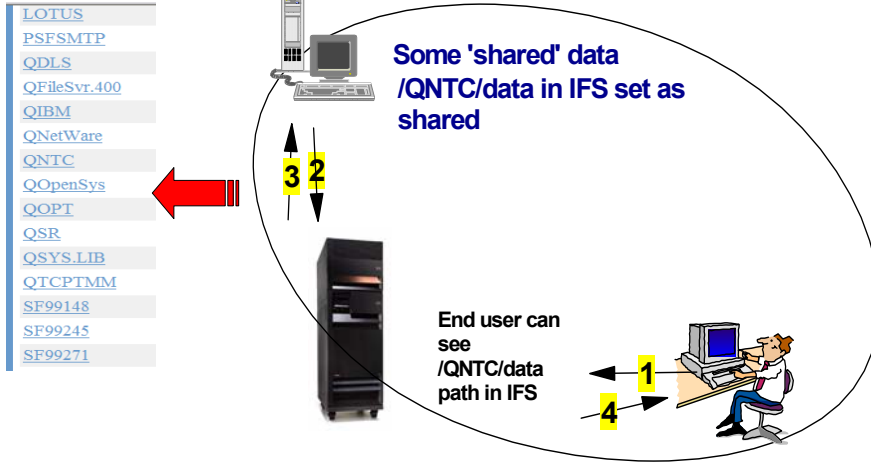 LOTUS
PSFSMTP
QDLS
QFileSvr.400
QIBM
QNetWare
QNTC
QOpenSys
QOPT
QSR
QSYS.LIB
QTCPTMM
SF99148
SF99245
SF99271
Some 'shared' data
/QNTC/data in IFS set as
shared
3 2
End user can
see
/QNTC/data
path in IFS
1
4